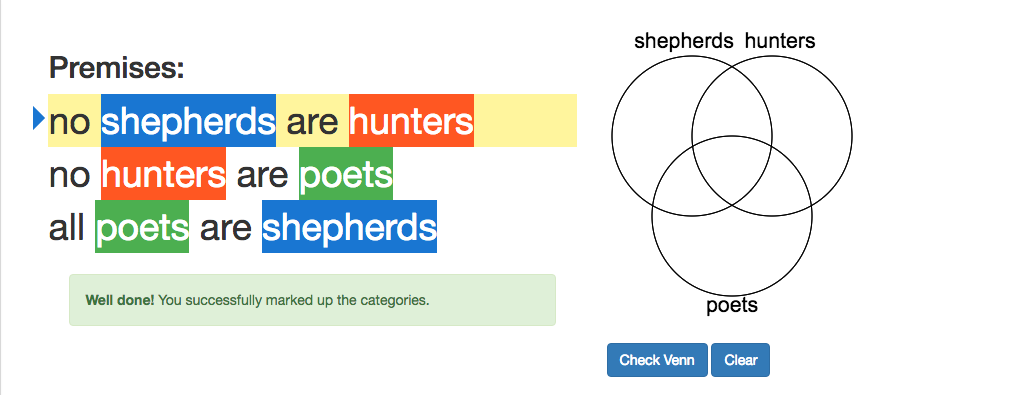 Premises:
no shepherds are hunters
no hunters are poets
all poets are shepherds
Well done! You successfully marked up the categories.
shepherds hunters
poets
Check Venn Clear